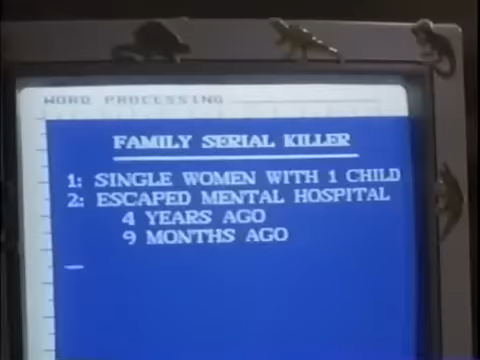 WORD PROCESSING
FAMILY SERIAL KILLER
1: SINGLE WOMEN WITH 1 CHILD
2: ESCAPED MENTAL HOSPITAL
4 YEARS AGO
9 MONTHS AGO